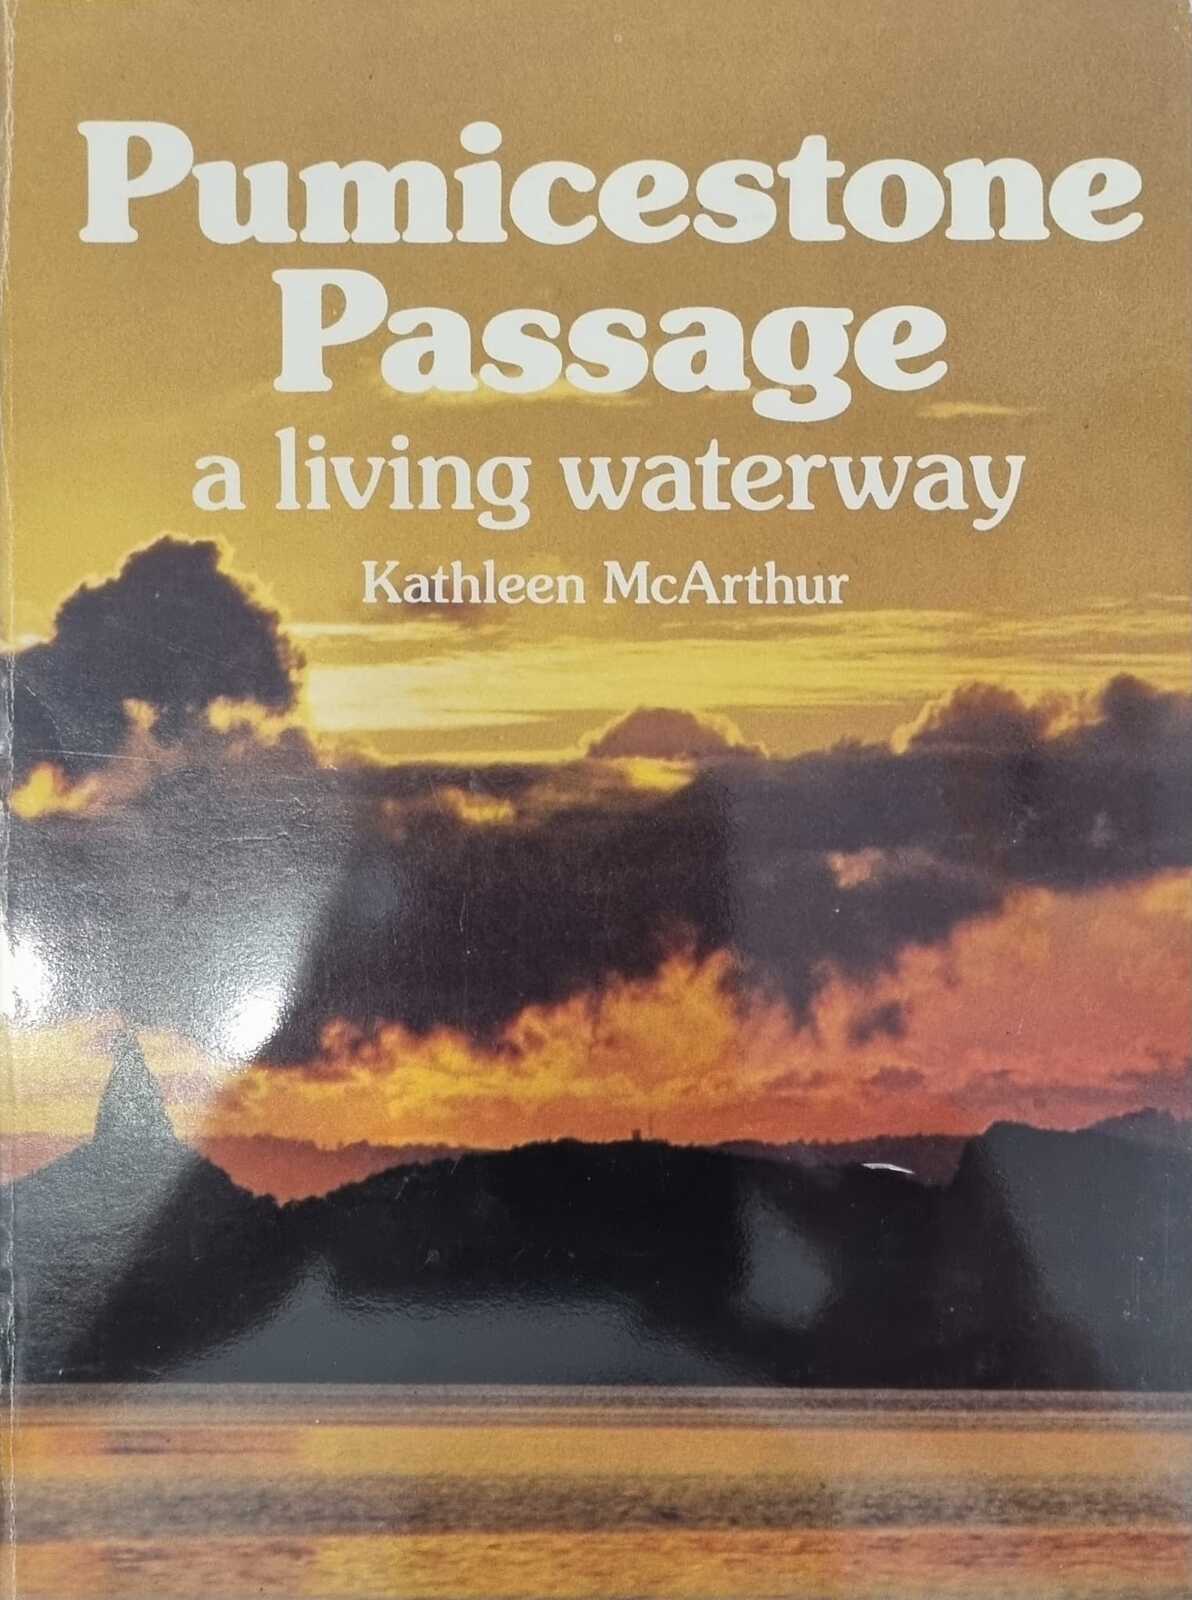 Pumicestone
Passage
a living waterway
Kathleen McArthur